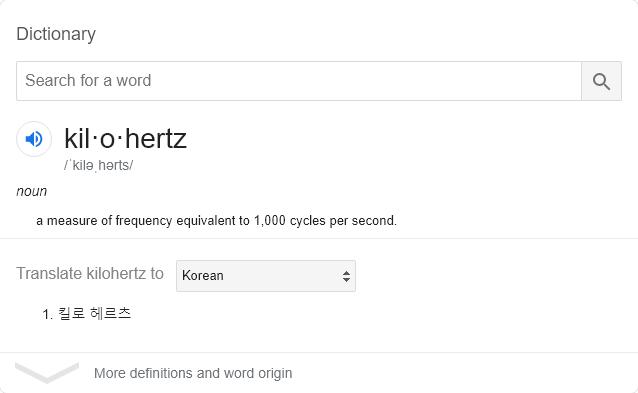 Dictionary
Search for a word
kil·o·hertz
/ˈkiləˌhərts/
noun
a measure of frequency equivalent to 1,000 cycles per second.
Translate kilohertz to Korean
1. 킬로 헤르츠
More definitions and word origin